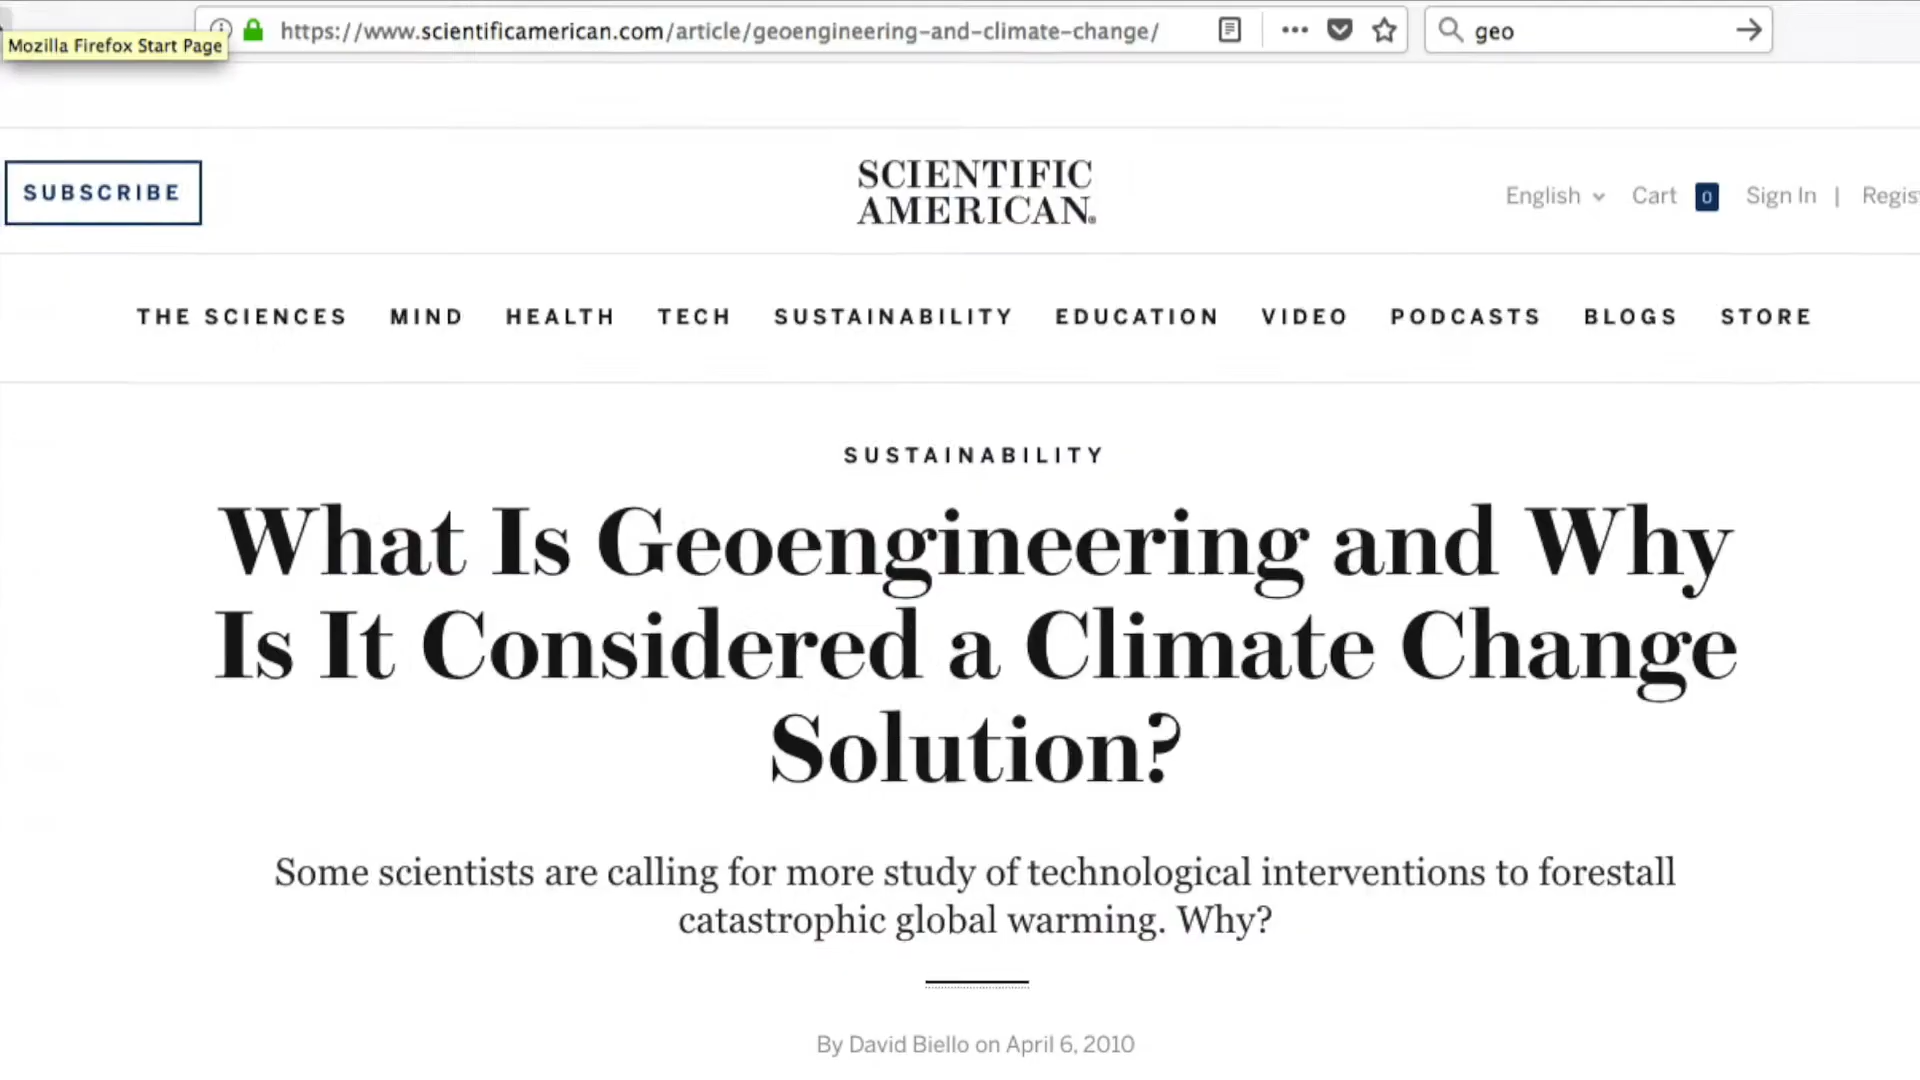 https://www.scientificamerican.com/article/geoengineering-and-climate-change/ geo
Mozilla Firefox Start Page
SUBSCRIBE
SCIENTIFIC
AMERICAN®
English Cart 0 Sign In | Regis
THE SCIENCES MIND HEALTH TECH SUSTAINABILITY EDUCATION VIDEO PODCASTS BLOGS STORE
SUSTAINABILITY
What Is Geoengineering and Why
Is It Considered a Climate Change
Solution?
Some scientists are calling for more study of technological interventions to forestall
catastrophic global warming. Why?
By David Biello on April 6, 2010